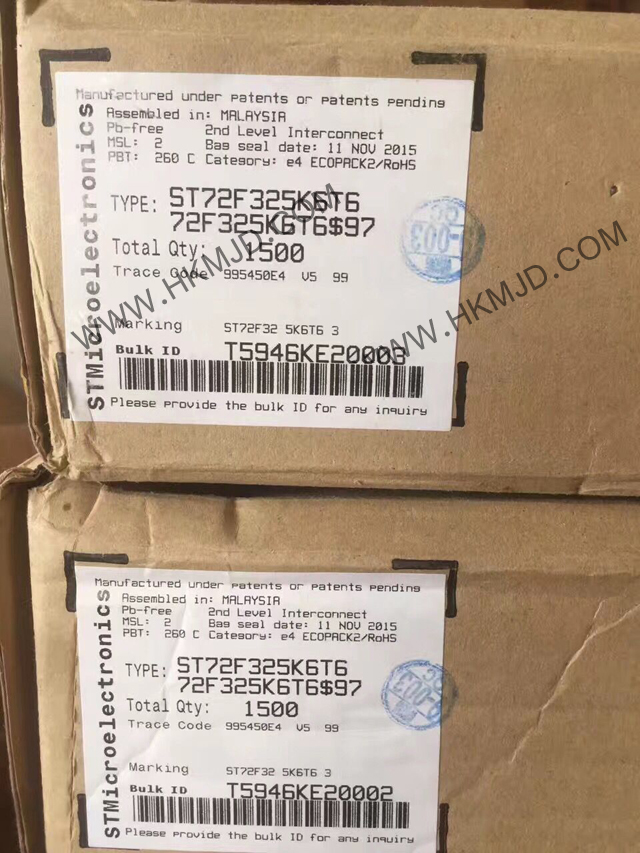 Manufactured under patents or patents pending
Assembled in: MALAYSIA
Pb-free 2nd Level Interconnect
MSL: 2 Bag seal date: 11 NOV 2015
PBT: 260 C Category: e4 ECOPACK2/RoHS
TYPE: ST72F325K6T6
72F325K6T6$97
Total Qty: 1500
Trace Code 995450E4 V5 99
Marking ST72F32 5K6T6 3
Bulk ID T5946KE20003
Please provide the bulk ID for any inquiry
STMicroelectronics
QC
-003
WWW.HKMJD.COM
WWW.HKMJD.COM
Manufactured under patents or patents pending
Assembled in: MALAYSIA
Pb-free 2nd Level Interconnect
MSL: 2 Bag seal date: 11 NOV 2015
PBT: 260 C Category: e4 ECOPACK2/RoHS
TYPE: ST72F325K6T6
72F325K6T6$97
Total Qty: 1500
Trace Code 995450E4 V5 99
Marking ST72F32 5K6T6 3
Bulk ID T5946KE20002
Please provide the bulk ID for any inquiry
STMicroelectronics
QC
-003